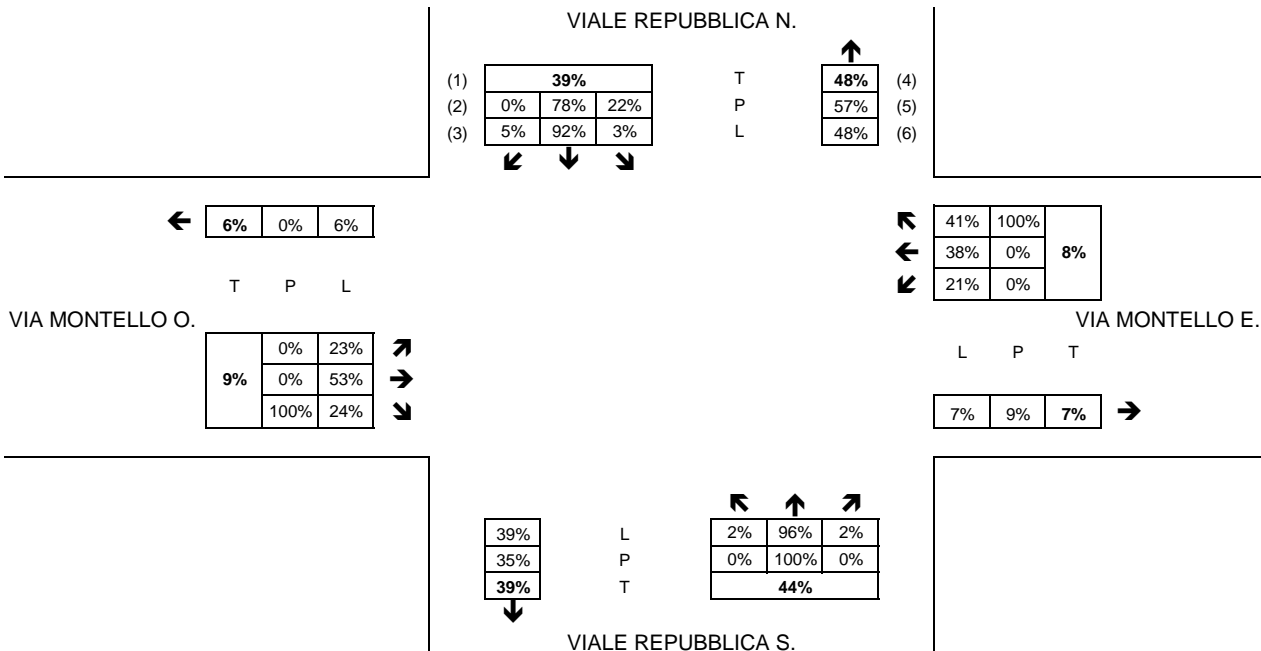 VIALE REPUBBLICA N.
(1) 39% T 48% (4)
(2) 0% 78% 22% P 57% (5)
(3) 5% 92% 3% L 48% (6)
6% 0% 6%
T P L
41% 100%
38% 0% 8%
21% 0%
VIA MONTELLO O.
VIA MONTELLO E.
0% 23%
9% 0% 53%
100% 24%
L P T
7% 9% 7%
39% L 2% 96% 2%
35% P 0% 100% 0%
39% T 44%
VIALE REPUBBLICA S.